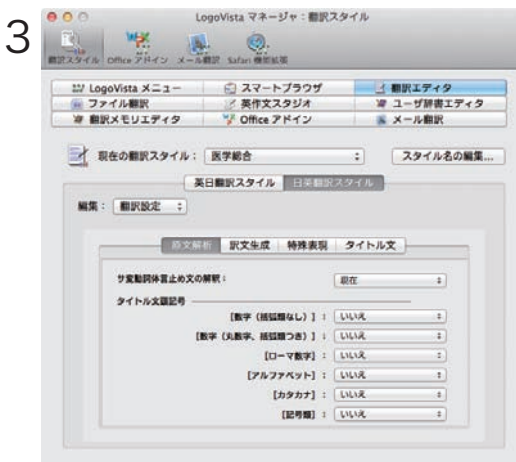 3
LogoVista マネージャ：翻訳スタイル
翻訳スタイル Office アドイン メール翻訳 Safari 機能拡張
LogoVista メニュー スマートブラウザ 翻訳エディタ
ファイル翻訳 英作文スタジオ ユーザ辞書エディタ
翻訳メモリエディタ Office アドイン メール翻訳
現在の翻訳スタイル： 医学総合 スタイル名の編集...
英日翻訳スタイル 日英翻訳スタイル
編集： 翻訳設定
原文解析 訳文生成 特殊表現 タイトル文
サ変動詞体言止め文の解釈： 現在
タイトル文頭記号
[数字（括弧類なし）]： いいえ
[数字（丸数字、括弧類つき）]： いいえ
[ローマ数字]： いいえ
[アルファベット]： いいえ
[カタカナ]： いいえ
[記号類]： いいえ